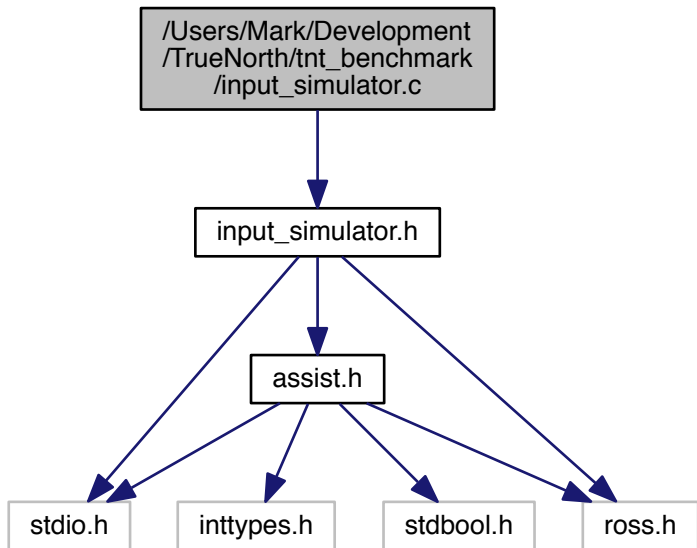 /Users/Mark/Development
/TrueNorth/tnt_benchmark
/input_simulator.c
input_simulator.h
assist.h
stdio.h
inttypes.h
stdbool.h
ross.h